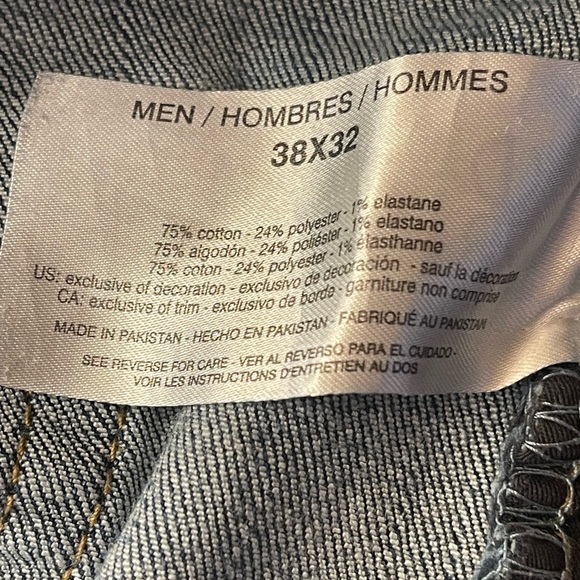 MEN / HOMBRES / HOMMES
38X32
75% cotton - 24% polyester - 1% elastane
75% algodón - 24% poliéster - 1% elastano
75% coton - 24% polyester - 1% élasthanne
US: exclusive of decoration - exclusivo de decoración - sauf la décoration
CA: exclusive of trim - exclusivo de borde - garniture non comprise
MADE IN PAKISTAN - HECHO EN PAKISTAN - FABRIQUÉ AU PAKISTAN
SEE REVERSE FOR CARE - VER AL REVERSO PARA EL CUIDADO -
VOIR LES INSTRUCTIONS D'ENTRETIEN AU DOS